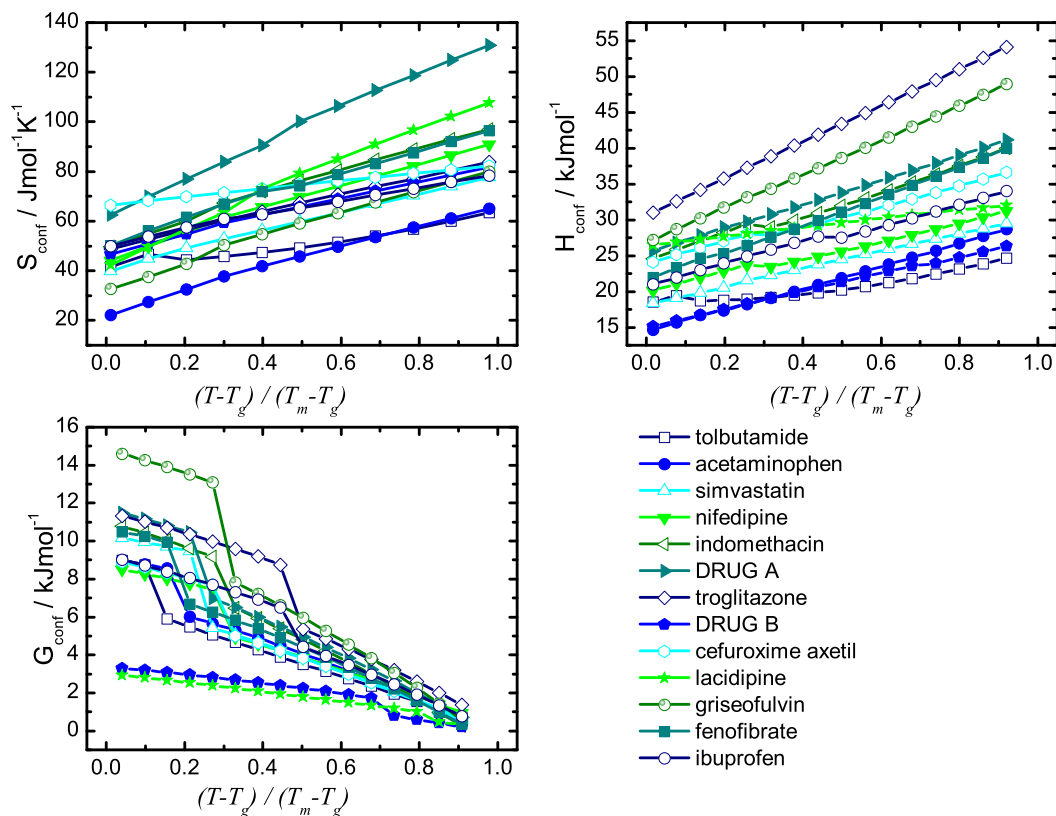 140
120
100
80
60
40
20
S_conf / Jmol⁻¹K⁻¹
0.0 0.2 0.4 0.6 0.8 1.0
(T-T_g) / (T_m-T_g)
55
50
45
40
35
30
25
20
15
H_conf / kJmol⁻¹
0.0 0.2 0.4 0.6 0.8 1.0
(T-T_g) / (T_m-T_g)
16
14
12
10
8
6
4
2
0
G_conf / kJmol⁻¹
0.0 0.2 0.4 0.6 0.8 1.0
(T-T_g) / (T_m-T_g)
tolbutamide
acetaminophen
simvastatin
nifedipine
indomethacin
DRUG A
troglitazone
DRUG B
cefuroxime axetil
lacidipine
griseofulvin
fenofibrate
ibuprofen